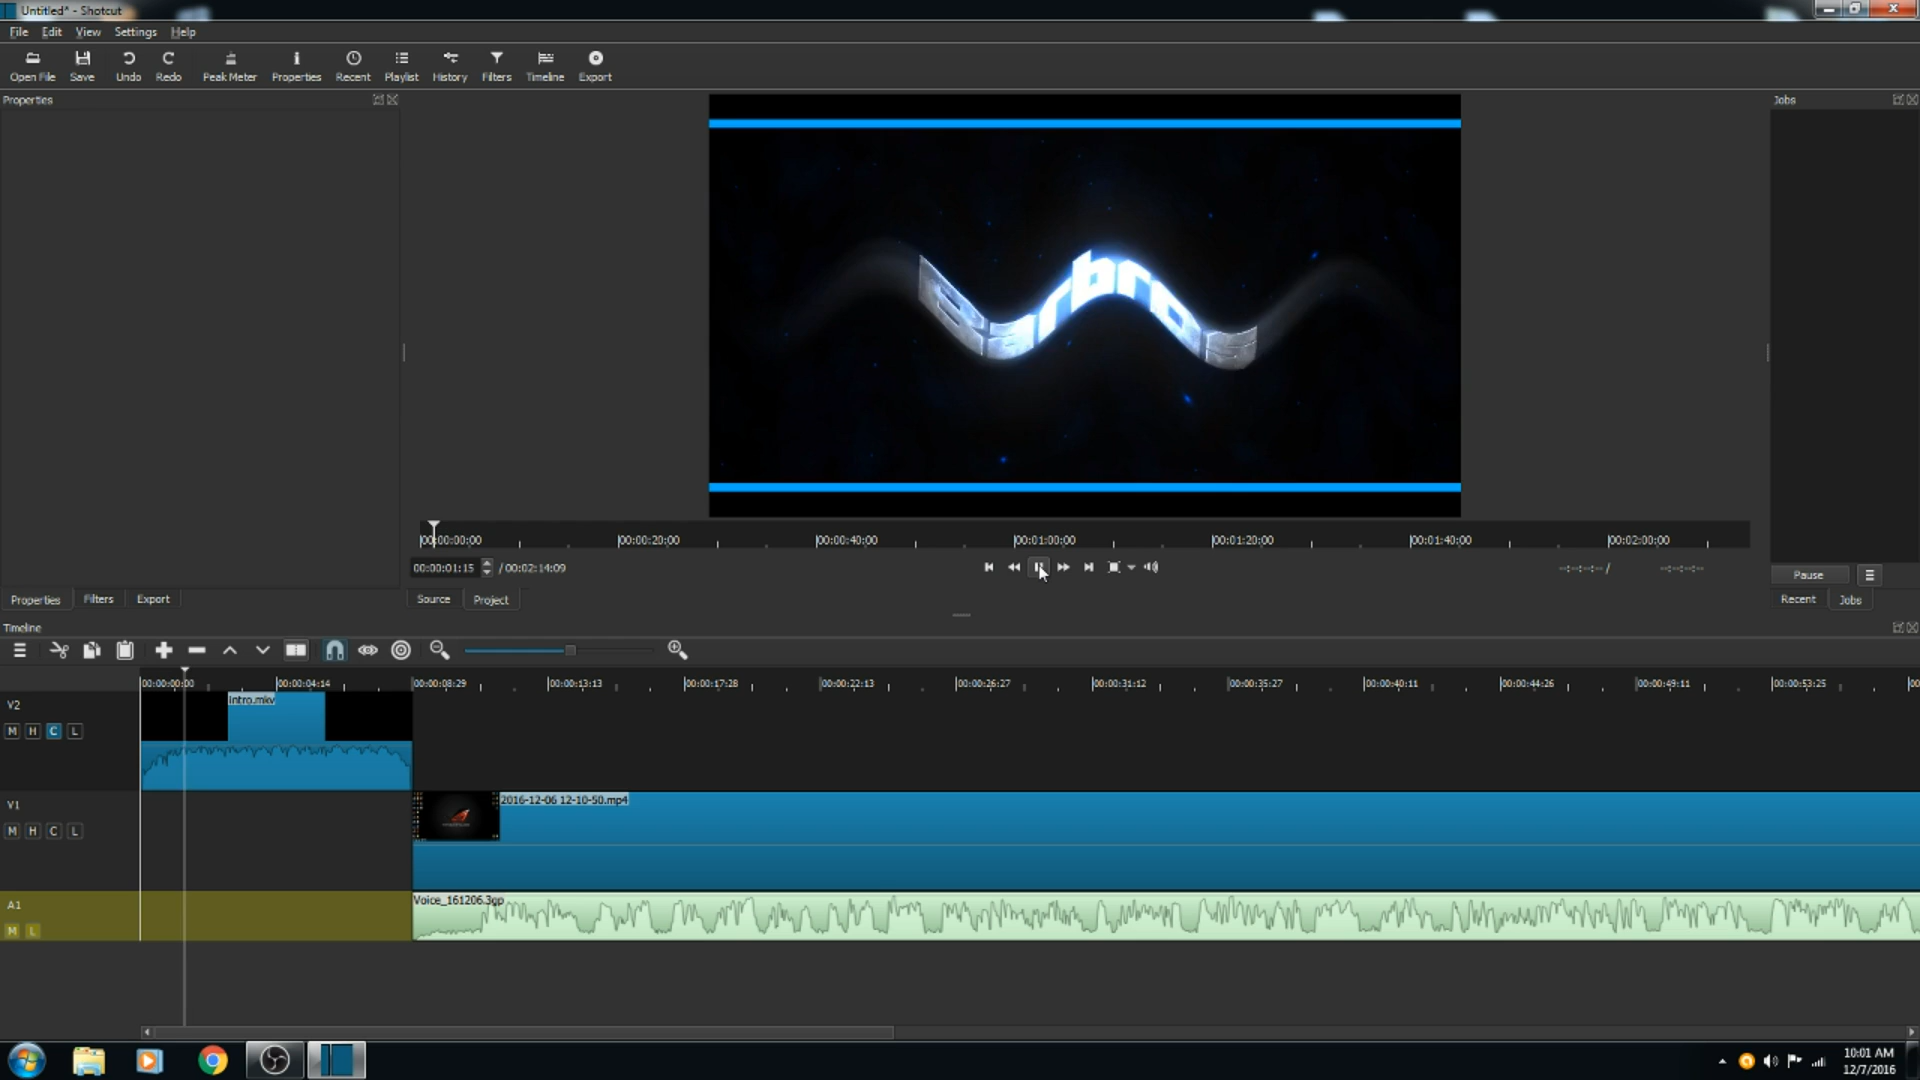 Untitled* - Shotcut
File Edit View Settings Help
Open File Save Undo Redo Peak Meter Properties Recent Playlist History Filters Timeline Export
Properties
Jobs
00:00:00;00 00:00:20;00 00:00:40;00 00:01:00;00 00:01:20;00 00:01:40;00 00:02:00;00
00:00:01:15 / 00:02:14:09
--:--:--:-- / --:--:--:--
Pause
Properties Filters Export
Source Project
Recent Jobs
Timeline
00:00:00:00 00:00:04:14 00:00:08:29 00:00:13:13 00:00:17:28 00:00:22:13 00:00:26:27 00:00:31:12 00:00:35:27 00:00:40:11 00:00:44:26 00:00:49:11 00:00:53:25 00
V2
Intro.mkv
M H C L
V1
2016-12-06 12-10-50.mp4
M H C L
A1
Voice_161206.3gp
M L
10:01 AM
12/7/2016